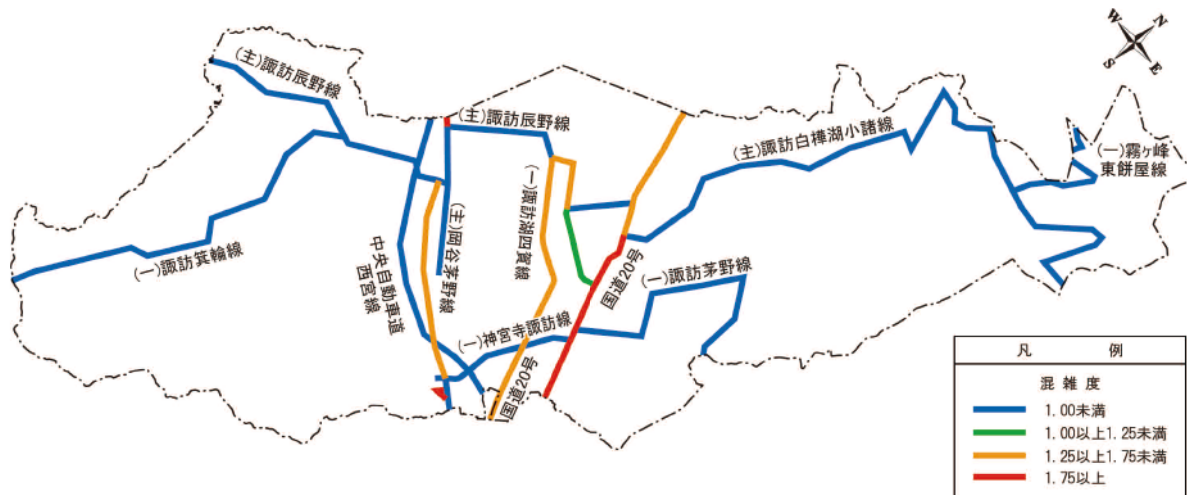 W
N
S
E
(主)諏訪辰野線
(主)諏訪辰野線
(主)諏訪白樺湖小諸線
(一)霧ヶ峰
東餅屋線
(一)諏訪湖四賀線
(主)岡谷茅野線
(一)諏訪箕輪線
中央自動車道
西宮線
国道20号
(一)諏訪茅野線
(一)神宮寺諏訪線
国道20号
凡 例
混雑度
1.00未満
1.00以上1.25未満
1.25以上1.75未満
1.75以上